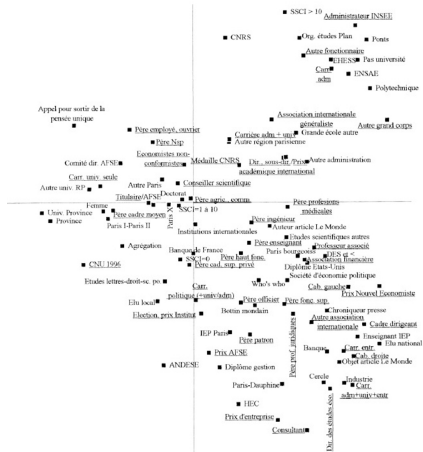 SSCI > 10
Administrateur INSEE
CNRS
Org. études Plan
Ponts
Autre fonctionnaire
EHESS
Pas université
Carr
adm
ENSAE
Polytechnique
Appel pour sortir de la
pensée unique
Association internationale
généraliste
Autre grand corps
Père employé, ouvrier
Carrière adm + univ
Grande école autre
Père Nsp
Autre region parisienne
Economistes non-
conformistes
Comité dir. AFSE
Médaille CNRS
Dir., sous-dir./Prix
académique international
Autre administration
Carr. univ. seule
Autre Paris
Conseiller scientifique
Autre univ. RP
Doctorat
Titulaire/AFSE
Père agric., comm.
Femme
SSCI=1 à 10
Père professions
médicales
Univ. Province
Père cadre moyen
Province
Paris I-Paris II
Paris X
Père ingénieur
Institutions internationales
Auteur article Le Monde
Etudes scientifiques autres
Agrégation
Père enseignant
Professeur associé
Banque de France
Paris bourgeois
Père haut fonc.
DES et <
SSCI=0
Association financière
CNU 1996
Père cad. sup. privé
Diplôme Etats-Unis
Société d'économie politique
Etudes lettres-droit-sc. po
Who's who
Cab. gauche
Carr.
politique (+univ/adm)
Prix Nouvel Economiste
Elu local
Père officier
Père fonc. sup.
Election, prix Institut
Bottin mondain
Chroniqueur presse
Autre association
internationale
Cadre dirigeant
IEP Paris
Père patron
Père prof. juridiques
Enseignant IEP
Elu national
Prix AFSE
Banque
Carr. entr.
Cab. droite
ANDESE
Diplôme gestion
Objet article Le Monde
Paris-Dauphine
Cercle
Industrie
Carr.
adm+univ+entr
HEC
Dir. des études éco.
Prix d'entreprise
Consultant